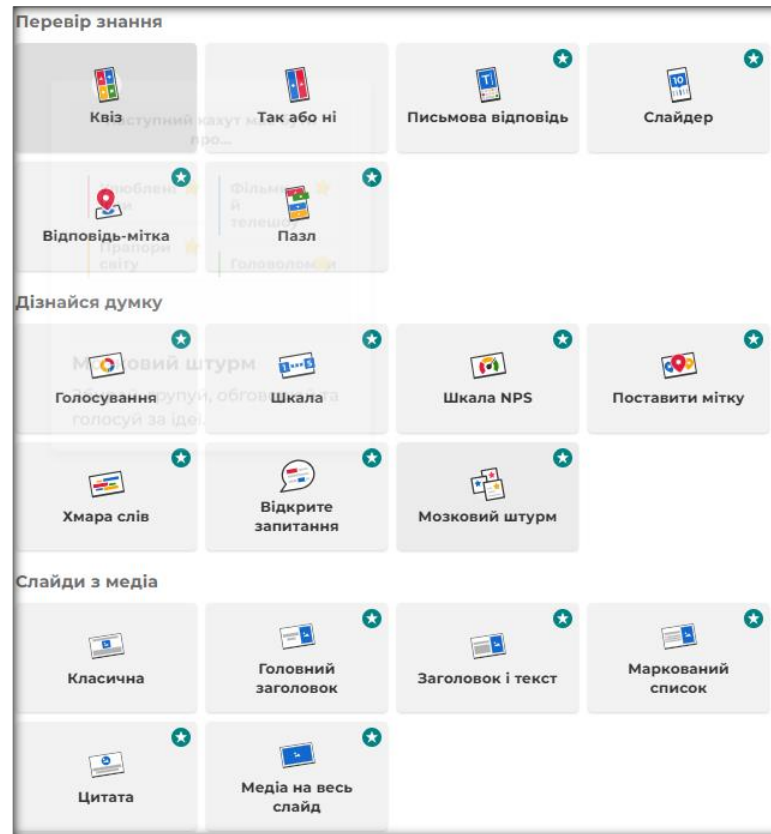 Перевір знання
Квіз
Так або ні
Письмова відповідь
Слайдер
Відповідь-мітка
Пазл
Дізнайся думку
Голосування
Шкала
Шкала NPS
Поставити мітку
Хмара слів
Відкрите
запитання
Мозковий штурм
Слайди з медіа
Класична
Головний
заголовок
Заголовок і текст
Маркований
список
Цитата
Медіа на весь
слайд